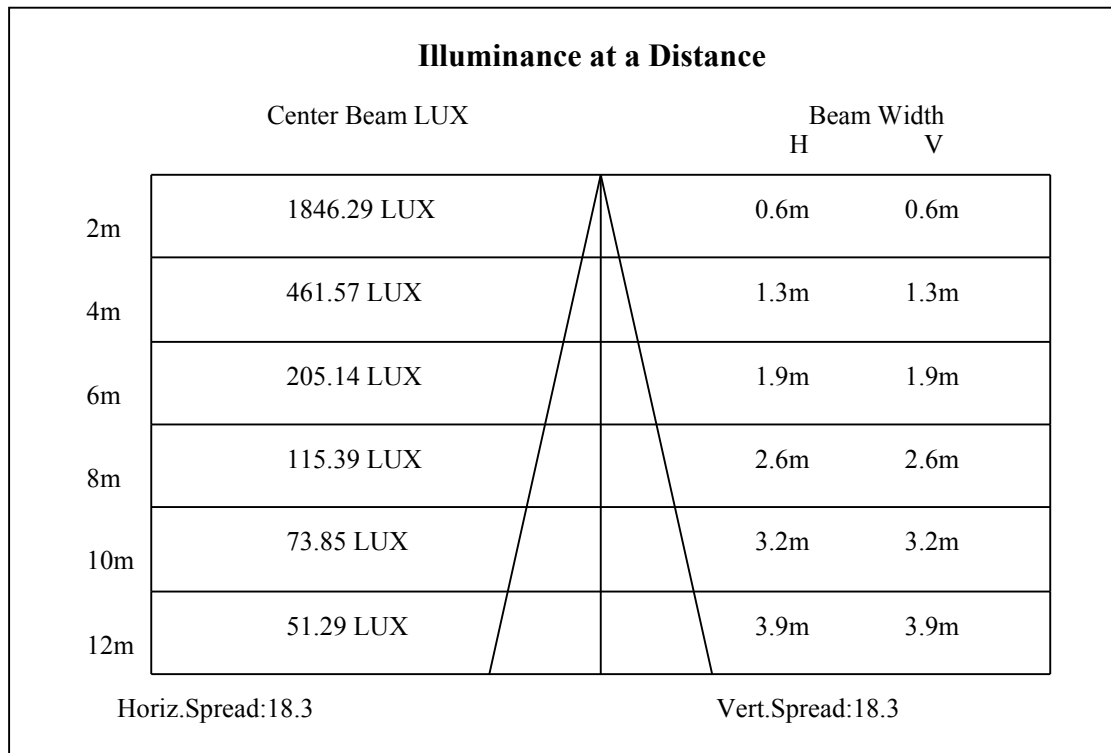 Illuminance at a Distance
Center Beam LUX Beam Width
H V
2m 1846.29 LUX 0.6m 0.6m
4m 461.57 LUX 1.3m 1.3m
6m 205.14 LUX 1.9m 1.9m
8m 115.39 LUX 2.6m 2.6m
10m 73.85 LUX 3.2m 3.2m
12m 51.29 LUX 3.9m 3.9m
Horiz.Spread:18.3 Vert.Spread:18.3